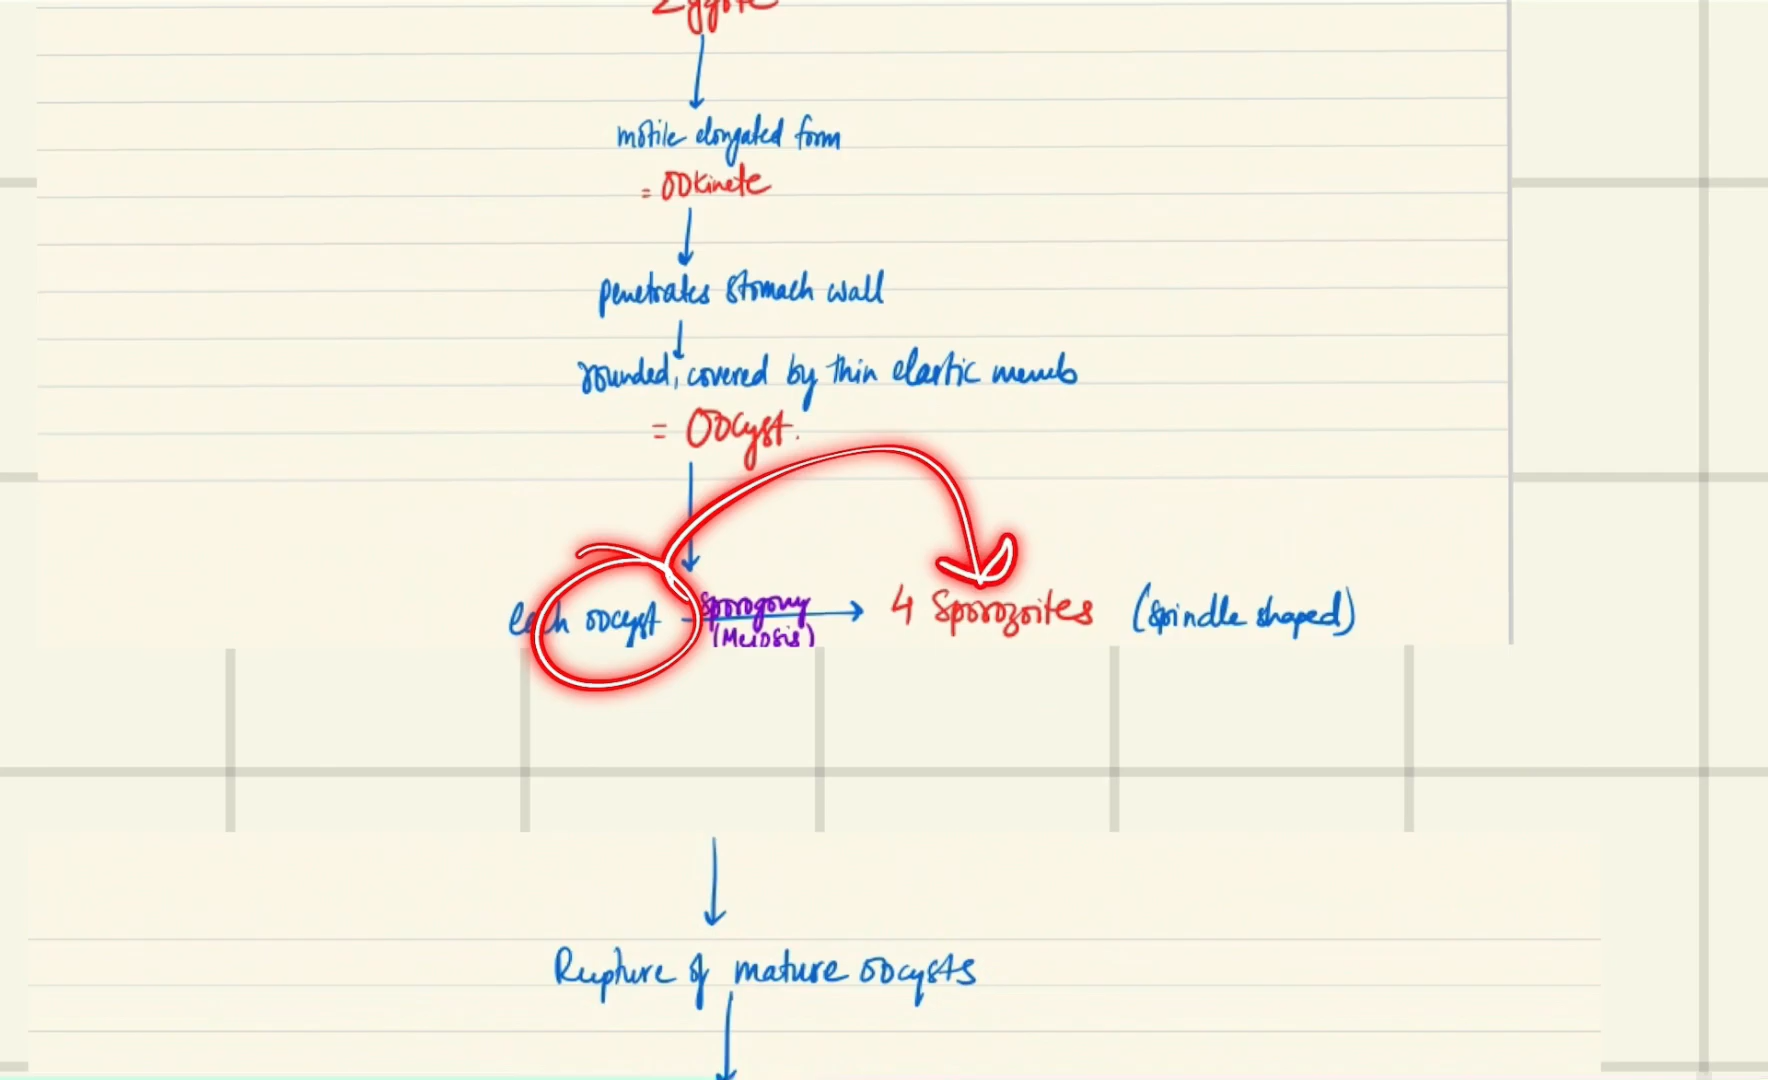 Zygote
motile elongated form
= Ookinete
penetrates stomach wall
rounded, covered by thin elastic memb
= Oocyst.
Each oocyst Sporogony (Meiosis) 4 Sporozoites (spindle shaped)
Rupture of mature oocysts